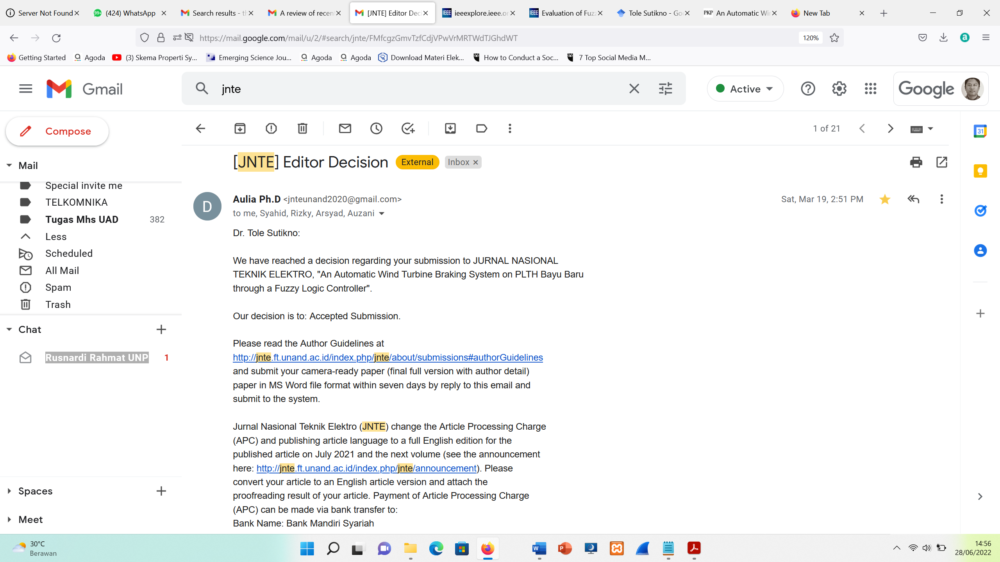 Server Not Found
(424) WhatsApp
Search results - th
A review of recen
[JNTE] Editor Deci
ieeexplore.ieee.or
Evaluation of Fuzz
Tole Sutikno - Goo
An Automatic Win
New Tab
https://mail.google.com/mail/u/2/#search/jnte/FMfcgzGmvTzfCdjVPwVrMRTWdTJGhdWT
120%
Getting Started
Agoda
(3) Skema Properti Sy...
Emerging Science Jou...
Agoda
Agoda
Download Materi Elek...
How to Conduct a Soc...
7 Top Social Media M...
Gmail
jnte
Active
Google
Compose
1 of 21
31
Mail
Special invite me
TELKOMNIKA
Tugas Mhs UAD 382
Less
Scheduled
All Mail
Spam
Trash
Chat
Rusnardi Rahmat UNP 1
Spaces
Meet
[JNTE] Editor Decision External Inbox
D
Aulia Ph.D <jnteunand2020@gmail.com> Sat, Mar 19, 2:51 PM
to me, Syahid, Rizky, Arsyad, Auzani
Dr. Tole Sutikno:
We have reached a decision regarding your submission to JURNAL NASIONAL
TEKNIK ELEKTRO, "An Automatic Wind Turbine Braking System on PLTH Bayu Baru
through a Fuzzy Logic Controller".
Our decision is to: Accepted Submission.
Please read the Author Guidelines at
http://jnte.ft.unand.ac.id/index.php/jnte/about/submissions#authorGuidelines
and submit your camera-ready paper (final full version with author detail)
paper in MS Word file format within seven days by reply to this email and
submit to the system.
Jurnal Nasional Teknik Elektro (JNTE) change the Article Processing Charge
(APC) and publishing article language to a full English edition for the
published article on July 2021 and the next volume (see the announcement
here: http://jnte.ft.unand.ac.id/index.php/jnte/announcement). Please
convert your article to an English article version and attach the
proofreading result of your article. Payment of Article Processing Charge
(APC) can be made via bank transfer to:
Bank Name: Bank Mandiri Syariah
30°C
Berawan
14:56
28/06/2022